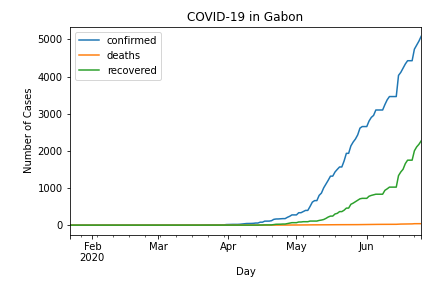 COVID-19 in Gabon
confirmed
deaths
recovered
Number of Cases
5000
4000
3000
2000
1000
0
Feb
2020
Mar
Apr
May
Jun
Day